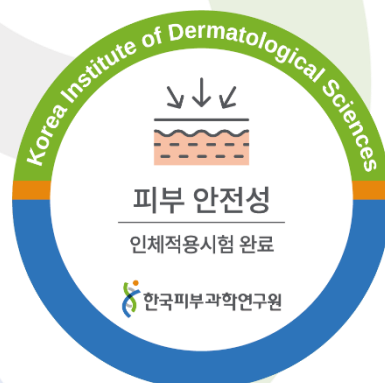 Korea Institute of Dermatological Sciences
피부 안전성
인체적용시험 완료
한국피부과학연구원